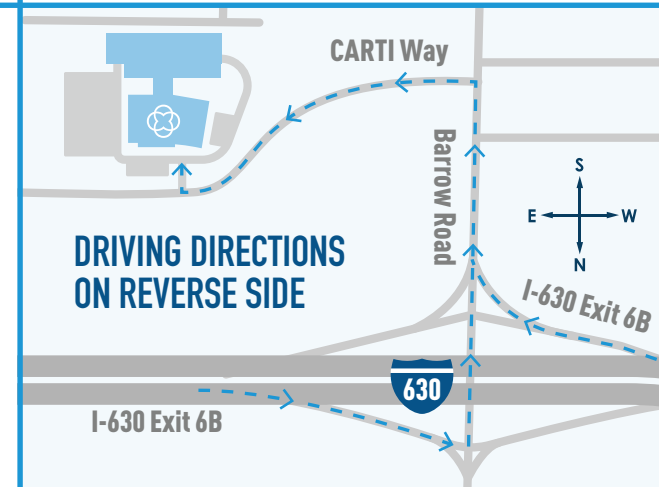 CARTI Way
Barrow Road
S
E
W
N
DRIVING DIRECTIONS
ON REVERSE SIDE
I-630 Exit 6B
630
I-630 Exit 6B